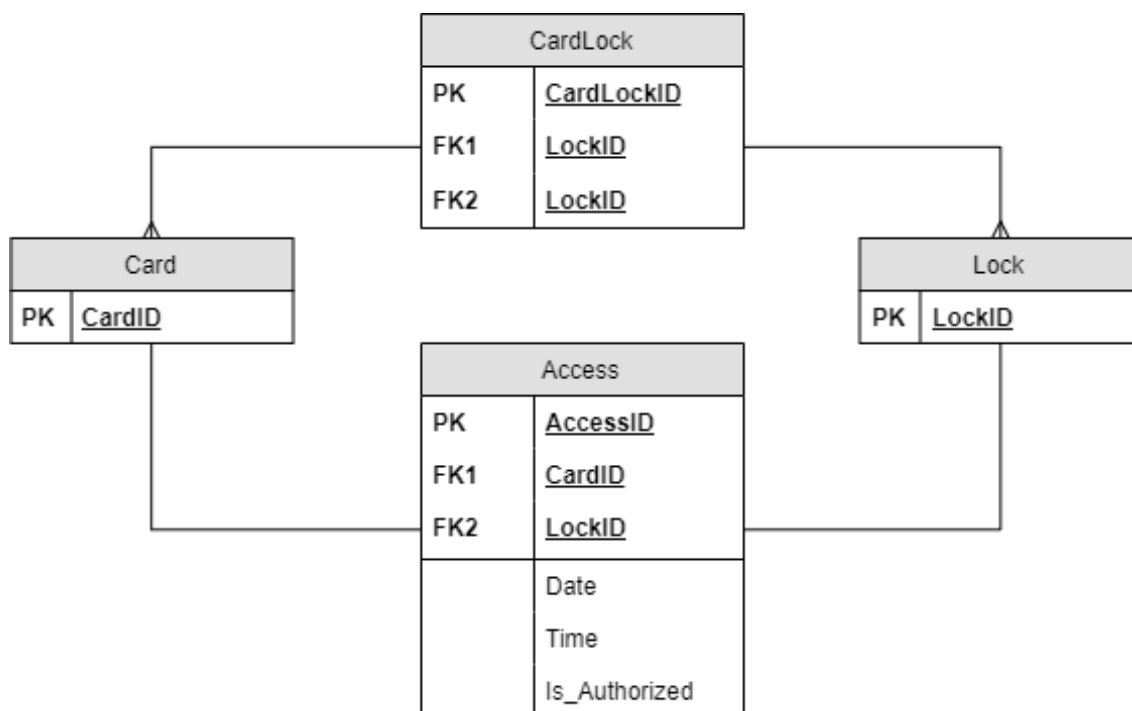 CardLock
PK CardLockID
FK1 LockID
FK2 LockID
Card
PK CardID
Lock
PK LockID
Access
PK AccessID
FK1 CardID
FK2 LockID
Date
Time
Is_Authorized